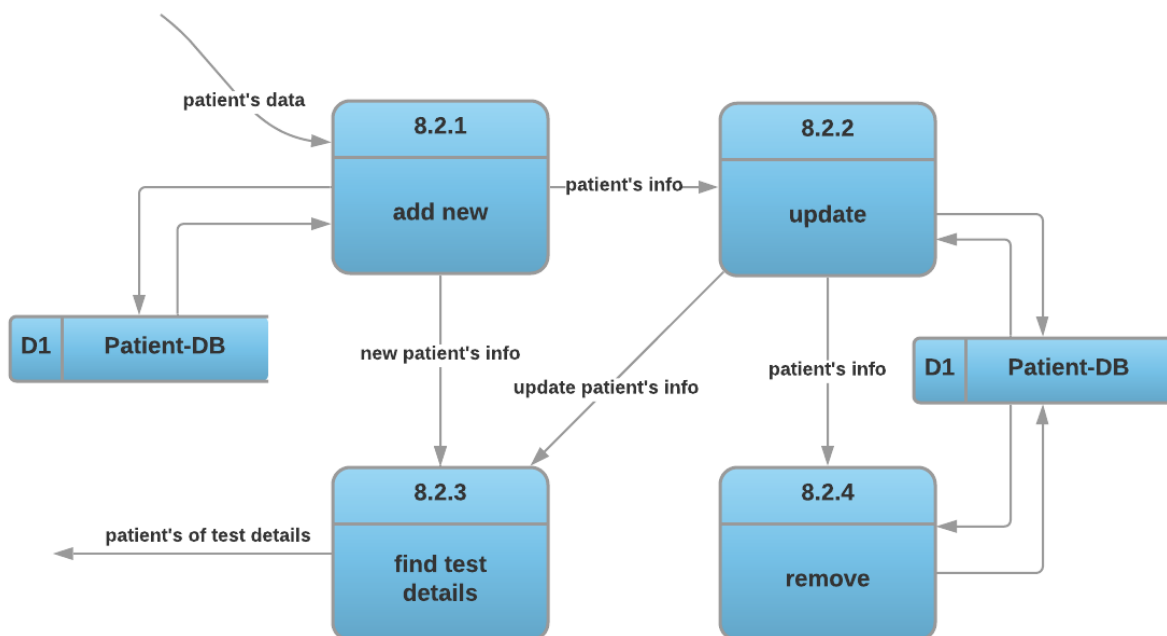 patient's data
8.2.1
add new
patient's info
8.2.2
update
D1
Patient-DB
new patient's info
update patient's info
patient's info
D1
Patient-DB
8.2.3
find test
details
patient's of test details
8.2.4
remove